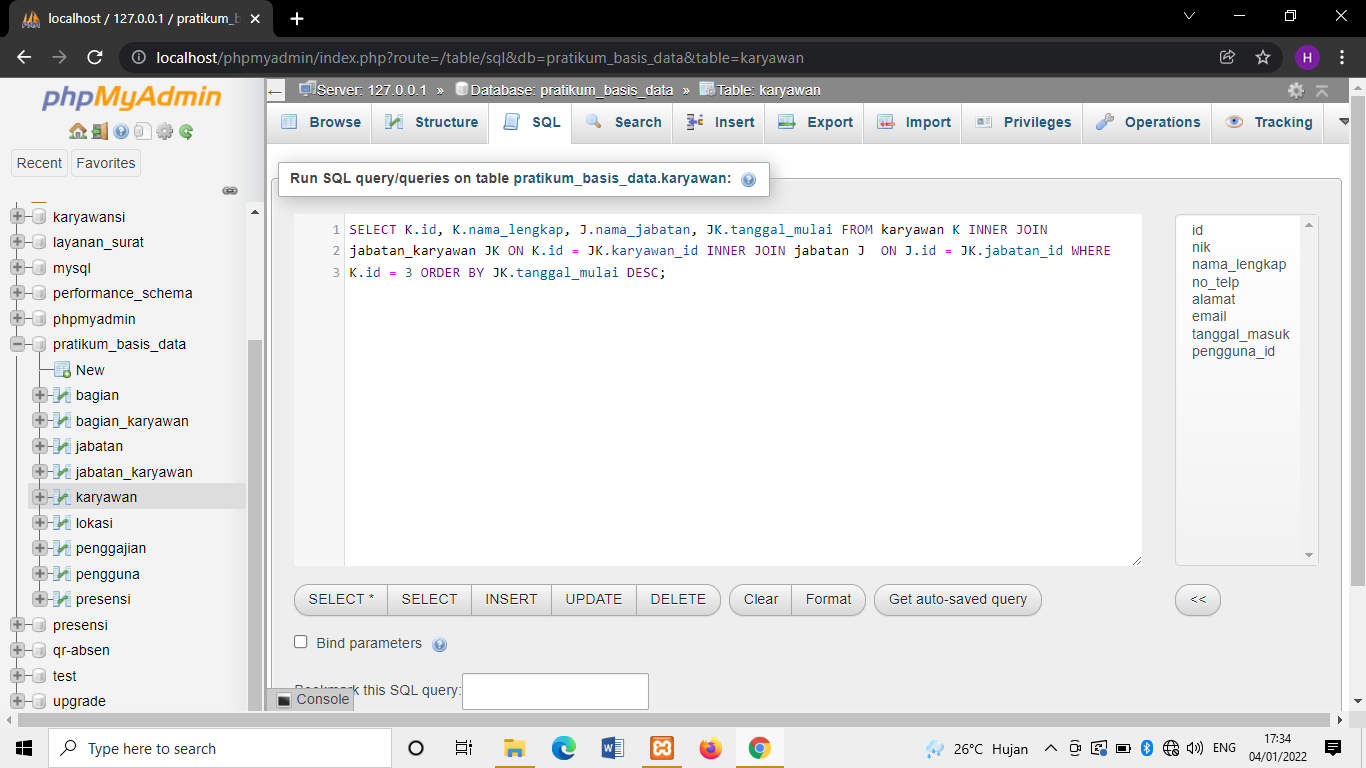 localhost / 127.0.0.1 / pratikum_b
localhost/phpmyadmin/index.php?route=/table/sql&db=pratikum_basis_data&table=karyawan
H
phpMyAdmin
Recent
Favorites
karyawansi
layanan_surat
mysql
performance_schema
phpmyadmin
pratikum_basis_data
New
bagian
bagian_karyawan
jabatan
jabatan_karyawan
karyawan
lokasi
penggajian
pengguna
presensi
presensi
qr-absen
test
upgrade
Server: 127.0.0.1 » Database: pratikum_basis_data » Table: karyawan
Browse Structure SQL Search Insert Export Import Privileges Operations Tracking
Run SQL query/queries on table pratikum_basis_data.karyawan:
1 SELECT K.id, K.nama_lengkap, J.nama_jabatan, JK.tanggal_mulai FROM karyawan K INNER JOIN
2 jabatan_karyawan JK ON K.id = JK.karyawan_id INNER JOIN jabatan J  ON J.id = JK.jabatan_id WHERE
3 K.id = 3 ORDER BY JK.tanggal_mulai DESC;
id
nik
nama_lengkap
no_telp
alamat
email
tanggal_masuk
pengguna_id
SELECT * SELECT INSERT UPDATE DELETE Clear Format Get auto-saved query <<
Bind parameters
Bookmark this SQL query:
Console
Type here to search
26°C Hujan
ENG
17:34
04/01/2022